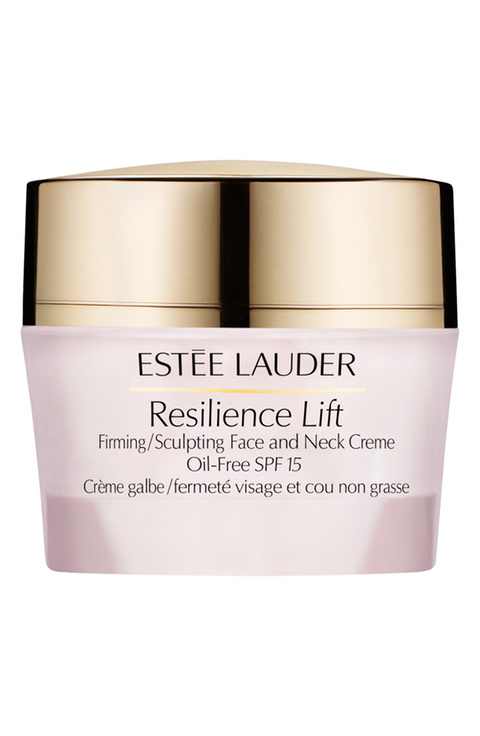 ESTÉE LAUDER
Resilience Lift
Firming/Sculpting Face and Neck Creme
Oil-Free SPF 15
Crème galbe/fermeté visage et cou non grasse